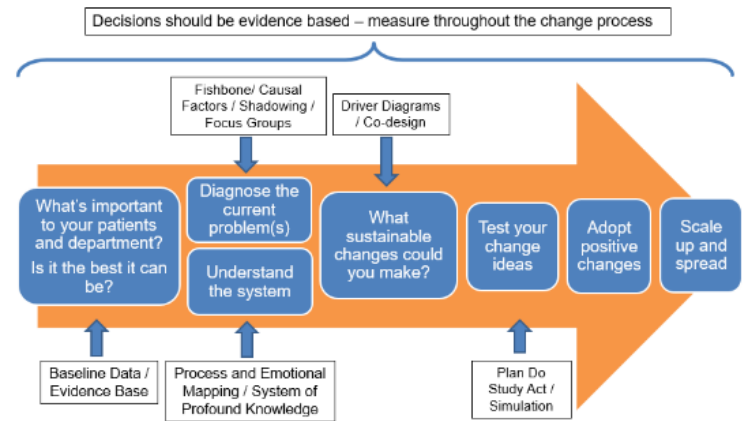 Decisions should be evidence based – measure throughout the change process
Fishbone/ Causal
Factors / Shadowing /
Focus Groups
Driver Diagrams
/ Co-design
What's important
to your patients
and department?
Is it the best it can
be?
Diagnose the
current
problem(s)
Understand
the system
What
sustainable
changes could
you make?
Test your
change
ideas
Adopt
positive
changes
Scale
up and
spread
Baseline Data /
Evidence Base
Process and Emotional
Mapping / System of
Profound Knowledge
Plan Do
Study Act /
Simulation